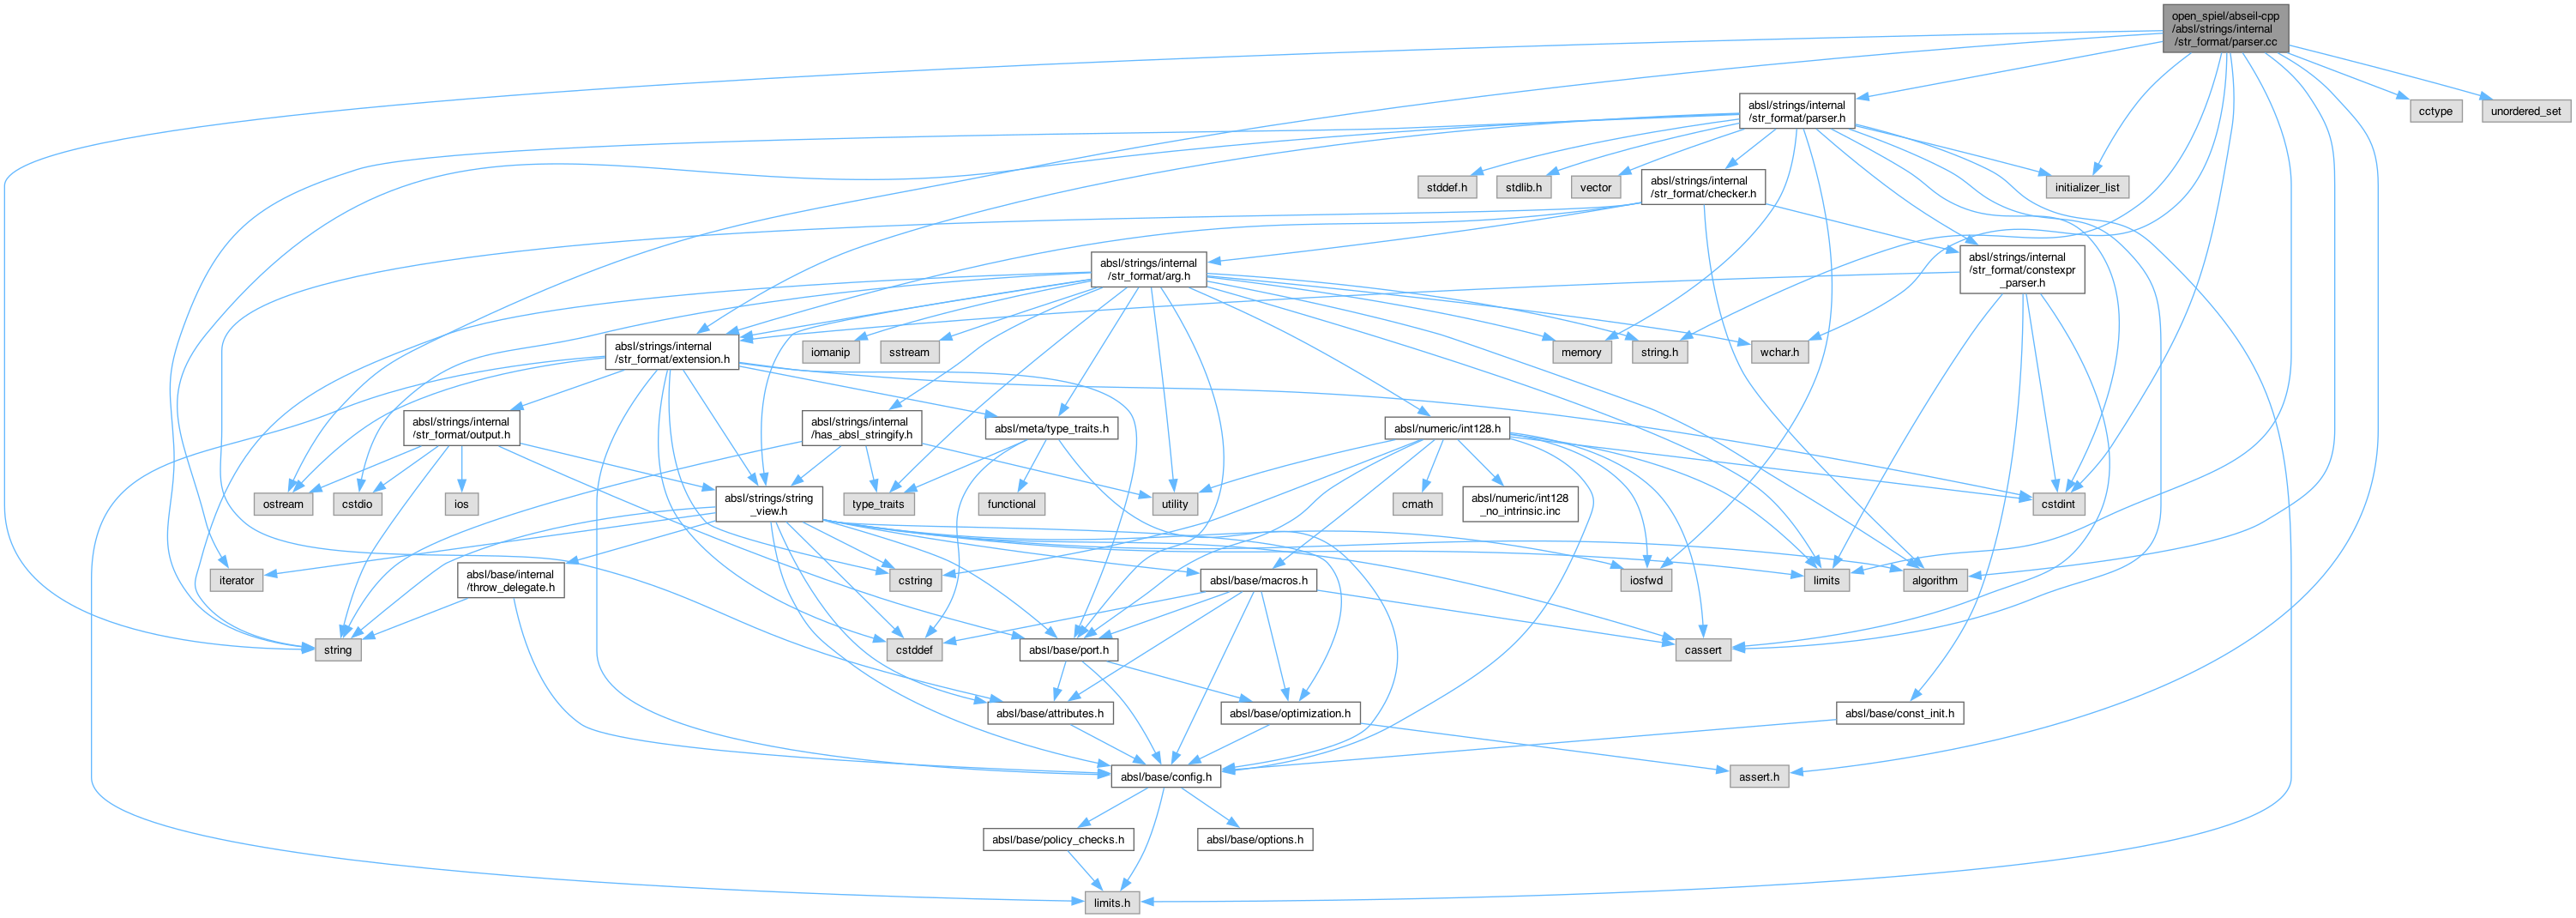 open_spiel/abseil-cpp
/absl/strings/internal
/str_format/parser.cc
absl/strings/internal
/str_format/parser.h
cctype
unordered_set
stddef.h
stdlib.h
vector
absl/strings/internal
/str_format/checker.h
initializer_list
absl/strings/internal
/str_format/arg.h
absl/strings/internal
/str_format/constexpr
_parser.h
absl/strings/internal
/str_format/extension.h
iomanip
sstream
memory
string.h
wchar.h
absl/strings/internal
/str_format/output.h
absl/strings/internal
/has_absl_stringify.h
absl/meta/type_traits.h
absl/numeric/int128.h
ostream
cstdio
ios
absl/strings/string
_view.h
type_traits
functional
utility
cmath
absl/numeric/int128
_no_intrinsic.inc
cstdint
iterator
absl/base/internal
/throw_delegate.h
cstring
absl/base/macros.h
iosfwd
limits
algorithm
string
cstddef
absl/base/port.h
cassert
absl/base/attributes.h
absl/base/optimization.h
absl/base/const_init.h
absl/base/config.h
assert.h
absl/base/policy_checks.h
absl/base/options.h
limits.h